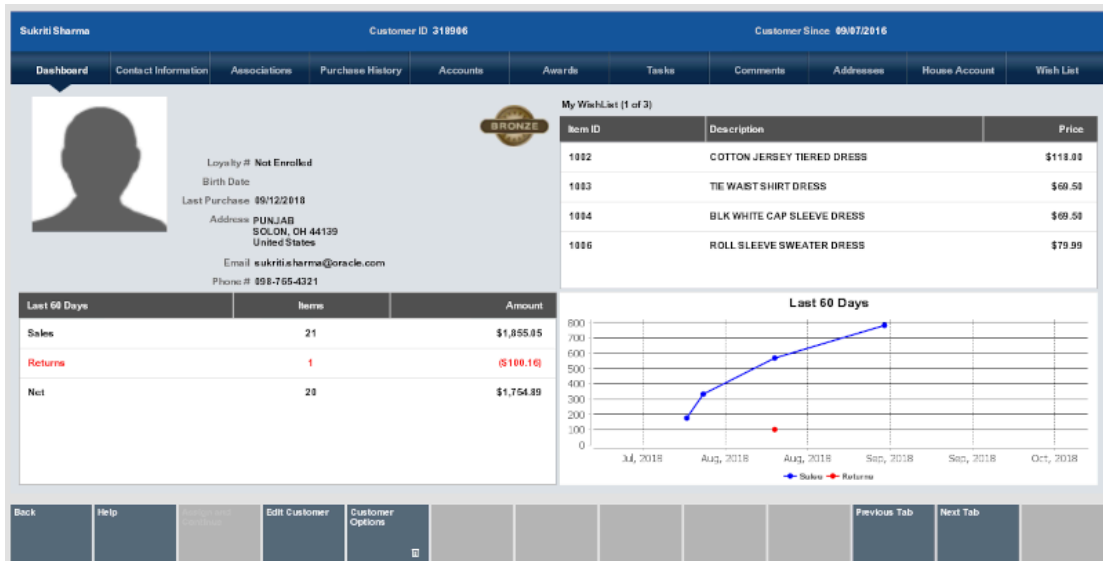 Sukriti Sharma Customer ID 318906 Customer Since 09/07/2016
Dashboard Contact Information Associations Purchase History Accounts Awards Tasks Comments Addresses House Account Wish List
BRONZE
Loyalty # Not Enrolled
Birth Date
Last Purchase 09/12/2018
Address PUNJAB
SOLON, OH 44139
United States
Email sukriti.sharma@oracle.com
Phone # 098-765-4321
My WishList (1 of 3)
Item ID Description Price
1002 COTTON JERSEY TIERED DRESS $118.00
1003 TIE WAIST SHIRT DRESS $69.50
1004 BLK WHITE CAP SLEEVE DRESS $69.50
1006 ROLL SLEEVE SWEATER DRESS $79.99
Last 60 Days Items Amount
Sales 21 $1,855.05
Returns 1 ($100.16)
Net 20 $1,754.89
Last 60 Days
800
700
600
500
400
300
200
100
0
Jul, 2018 Aug, 2018 Aug, 2018 Sep, 2018 Sep, 2018 Oct, 2018
Sales Returns
Back Help Assign and Edit Customer Customer Previous Tab Next Tab
Continue Options